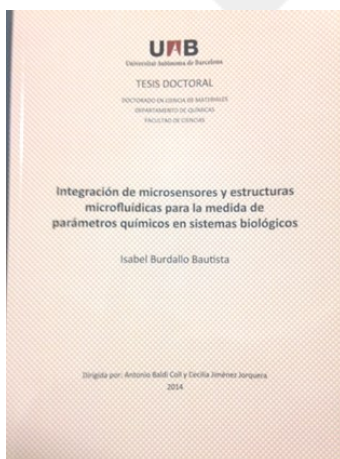 UAB
Universitat Autònoma de Barcelona
TESIS DOCTORAL
DOCTORADO EN CIENCIA DE MATERIALES
DEPARTAMENTO DE QUÍMICAS
FACULTAD DE CIENCIAS
Integración de microsensores y estructuras
microfluídicas para la medida de
parámetros químicos en sistemas biológicos
Isabel Burdallo Bautista
Dirigida por: Antonio Baldi Coll y Cecilia Jiménez Jorquera
2014